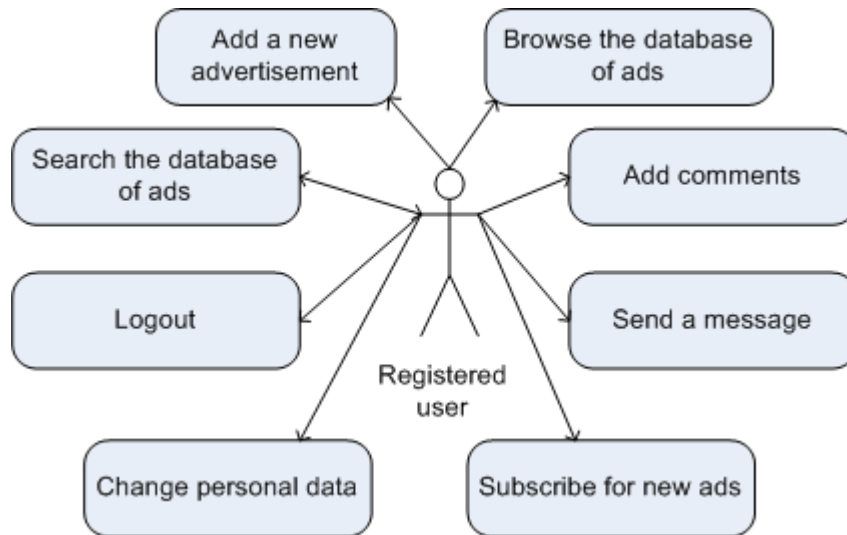 Add a new
advertisement
Browse the database
of ads
Search the database
of ads
Add comments
Logout
Send a message
Registered
user
Change personal data
Subscribe for new ads